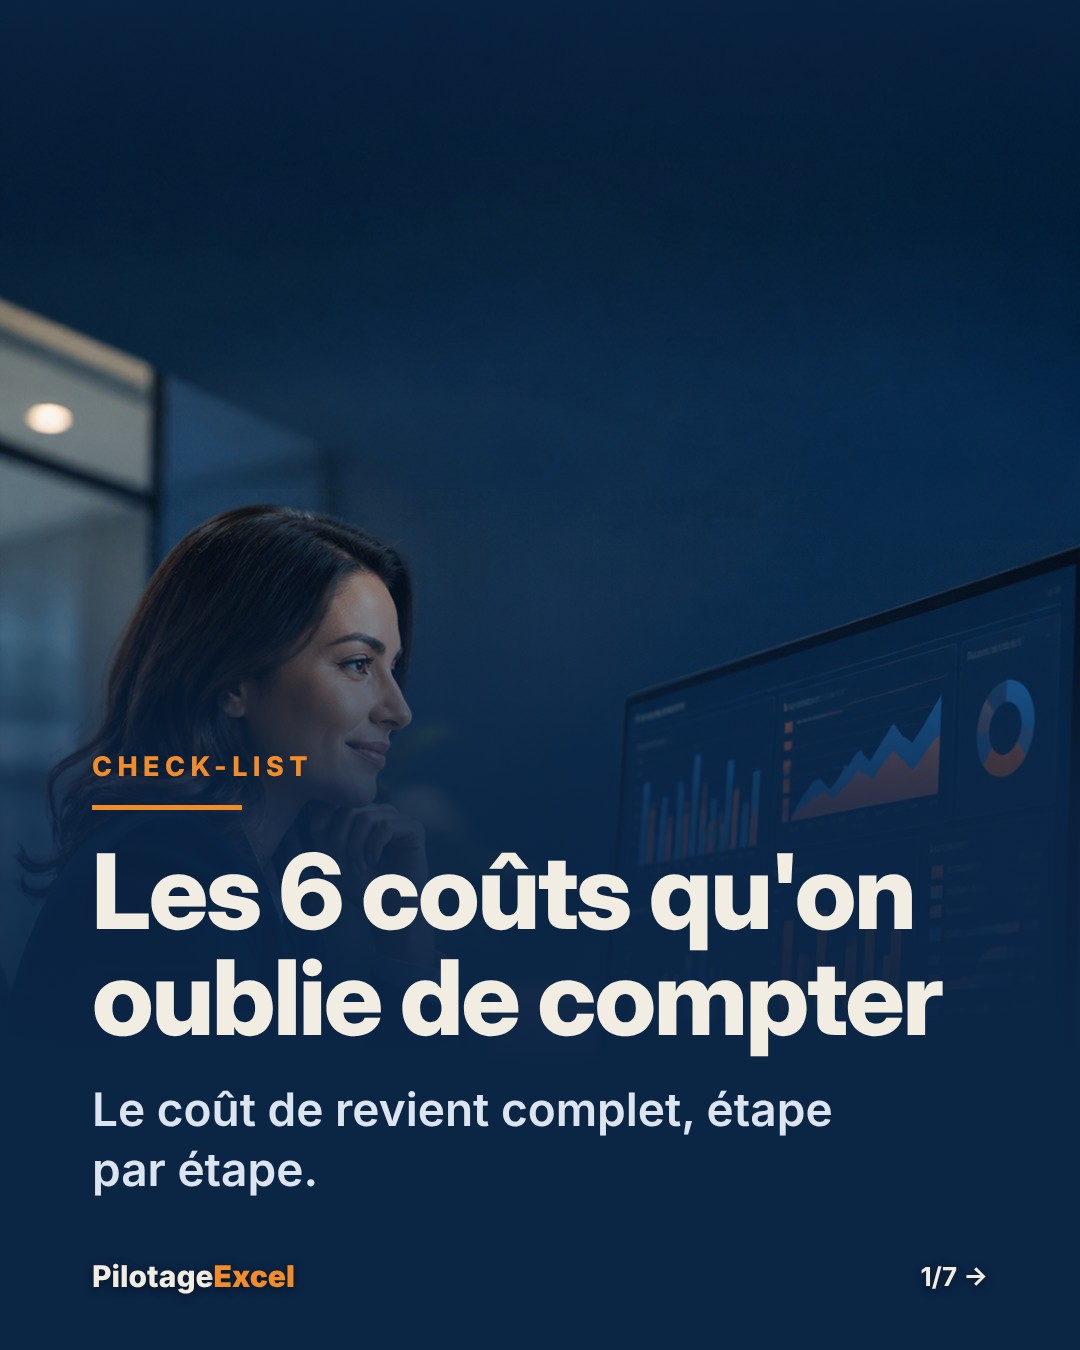 CHECK-LIST
Les 6 coûts qu'on
oublie de compter
Le coût de revient complet, étape
par étape.
PilotageExcel
1/7 →